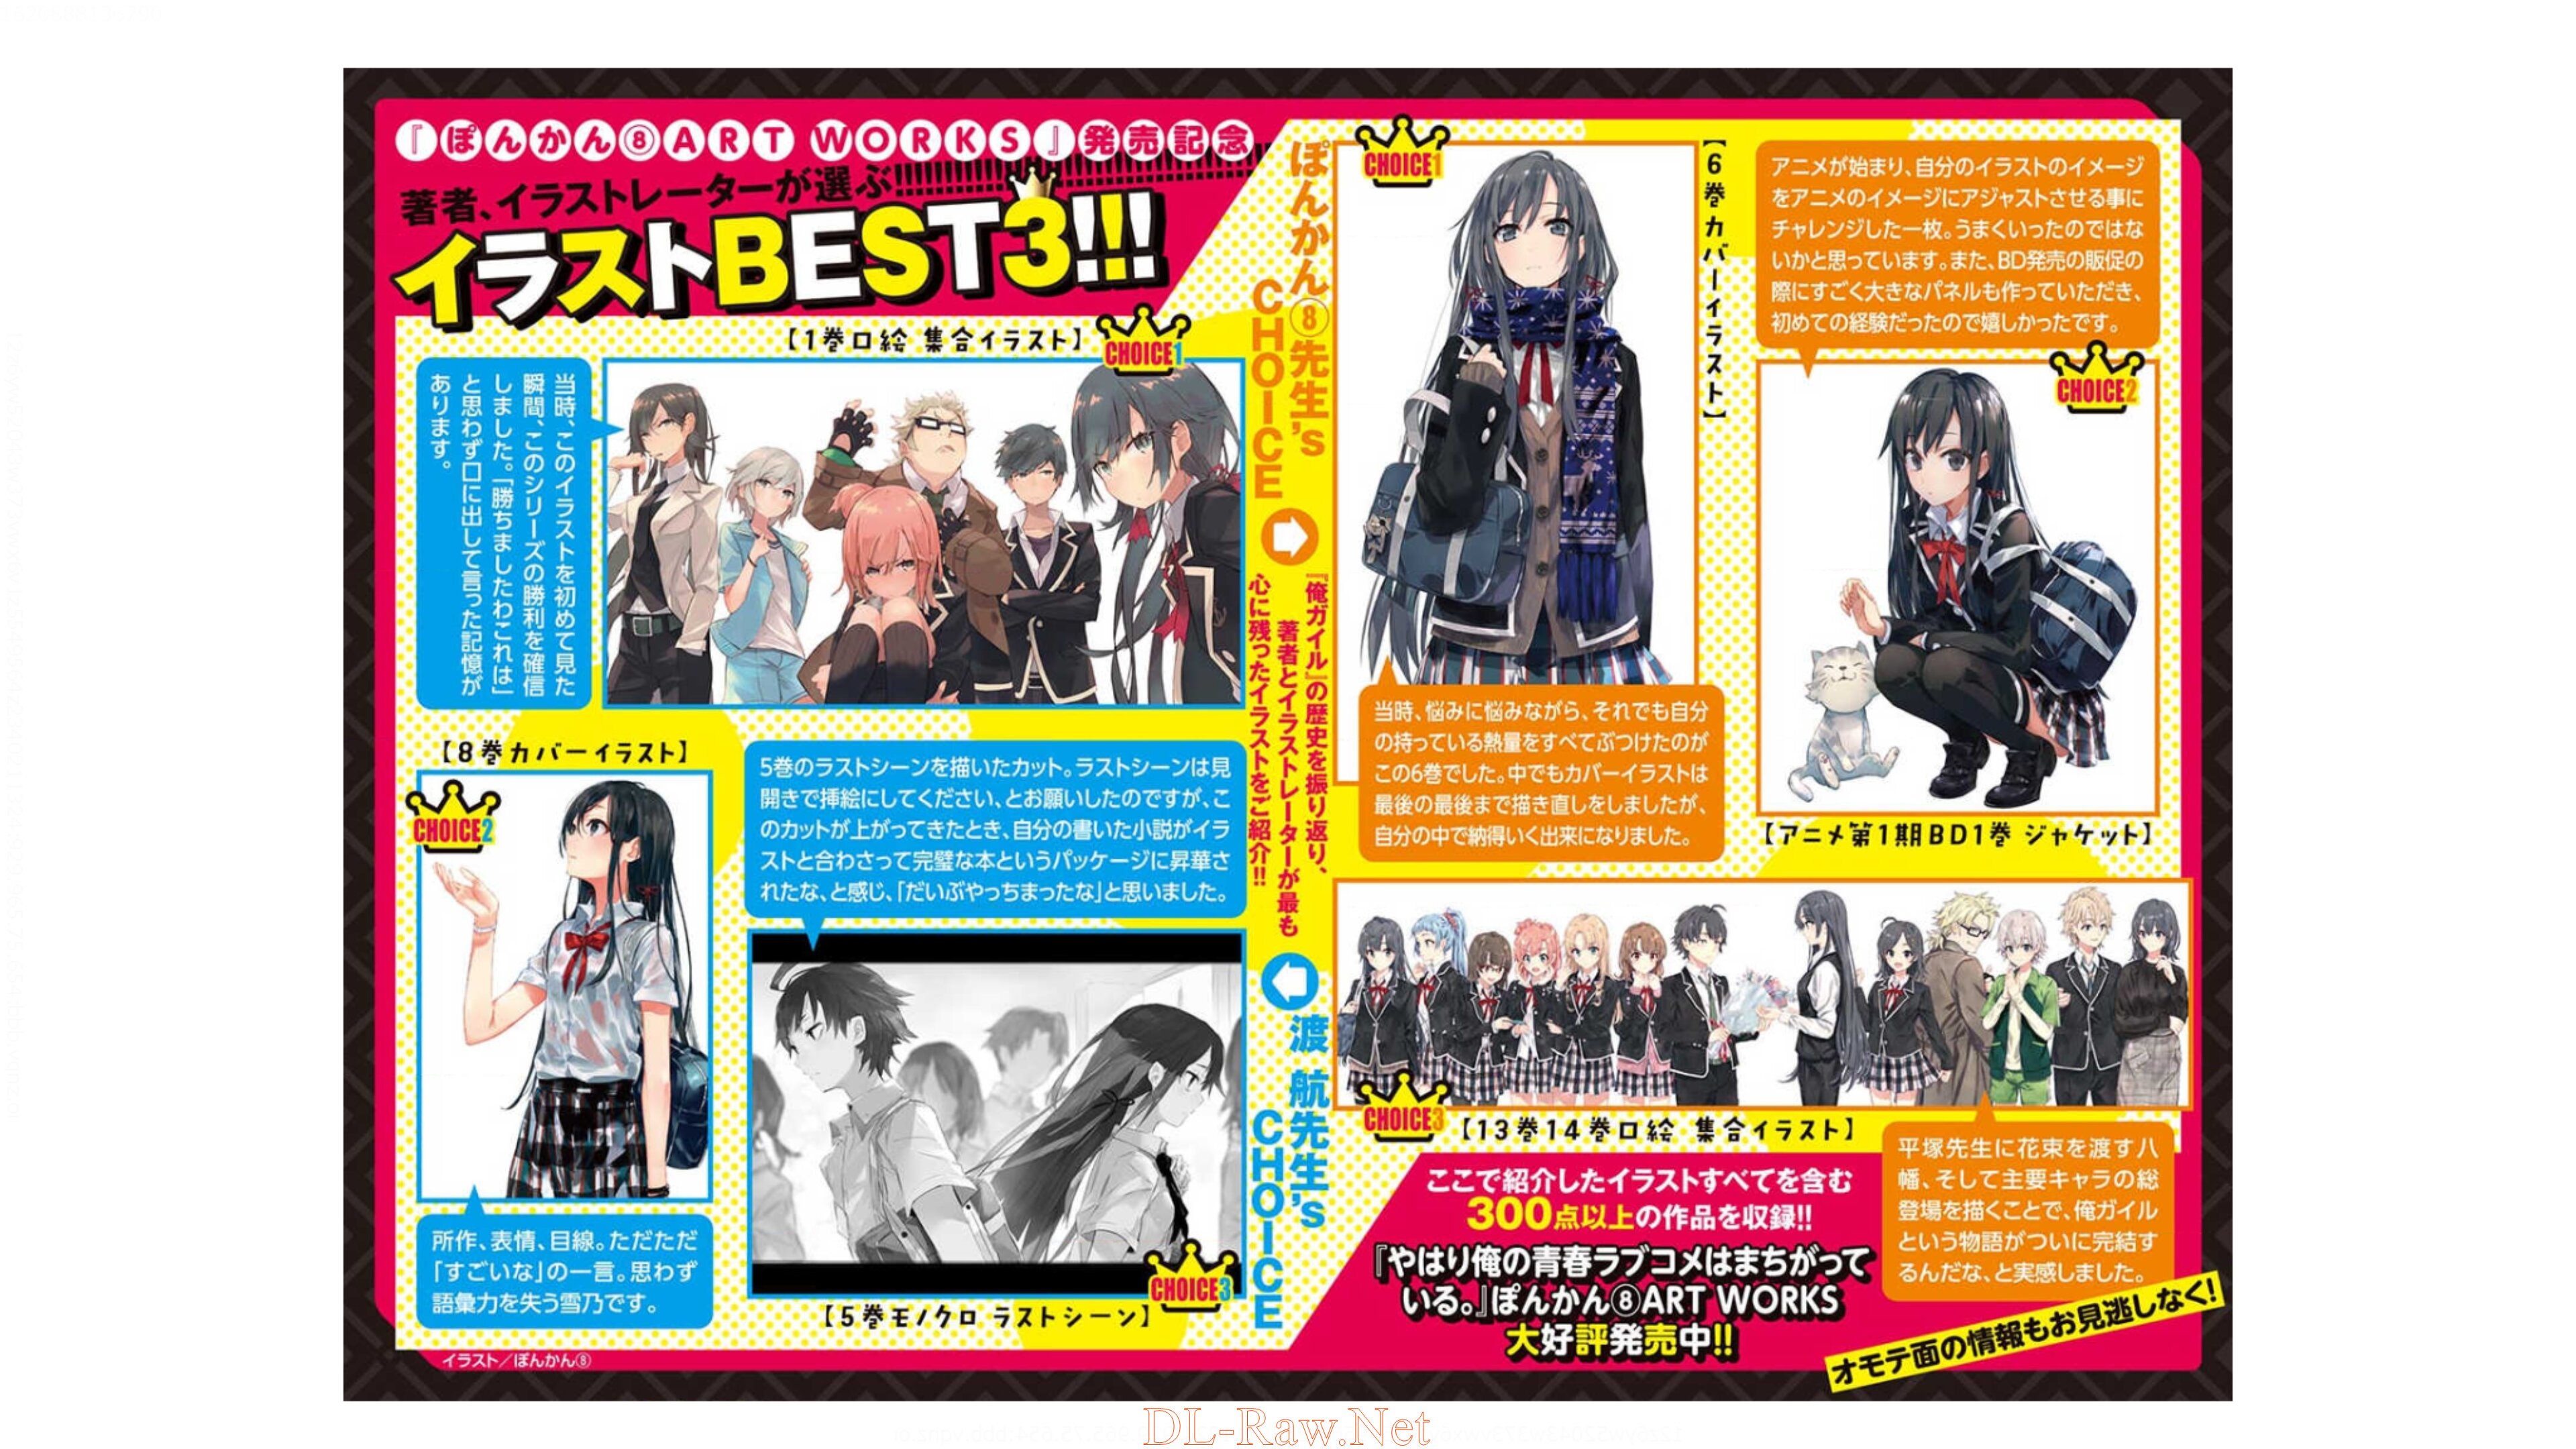 『ぽんかん⑧ART WORKS』発売記念
著者、イラストレーターが選ぶ!!!!!!!!!!!!!!!!!!!!!!!!!!!!!!!!
イラストBEST3!!!
【1巻口絵 集合イラスト】
CHOICE1
当時、このイラストを初めて見た
瞬間、このシリーズの勝利を確信
しました。「勝ちましたわこれは」
と思わず口に出して言った記憶が
あります。
【8巻カバーイラスト】
CHOICE2
所作、表情、目線。ただただ
「すごいな」の一言。思わず
語彙力を失う雪乃です。
5巻のラストシーンを描いたカット。ラストシーンは見
開きで挿絵にしてください、とお願いしたのですが、こ
のカットが上がってきたとき、自分の書いた小説がイラ
ストと合わさって完璧な本というパッケージに昇華さ
れたな、と感じ、「だいぶやっちまったな」と思いました。
CHOICE3
【5巻モノクロ ラストシーン】
イラスト／ぽんかん⑧
ぽんかん⑧先生's
CHOICE
『俺ガイル』の歴史を振り返り、
著者とイラストレーターが最も
心に残ったイラストをご紹介!!
渡 航先生's
CHOICE
CHOICE1
【6巻カバーイラスト】
当時、悩みに悩みながら、それでも自分
の持っている熱量をすべてぶつけたのが
この6巻でした。中でもカバーイラストは
最後の最後まで描き直しをしましたが、
自分の中で納得いく出来になりました。
アニメが始まり、自分のイラストのイメージ
をアニメのイメージにアジャストさせる事に
チャレンジした一枚。うまくいったのではな
いかと思っています。また、BD発売の販促の
際にすごく大きなパネルも作っていただき、
初めての経験だったので嬉しかったです。
CHOICE2
【アニメ第1期BD1巻 ジャケット】
CHOICE3
【13巻14巻口絵 集合イラスト】
平塚先生に花束を渡す八
幡、そして主要キャラの総
登場を描くことで、俺ガイル
という物語がついに完結す
るんだな、と実感しました。
ここで紹介したイラストすべてを含む
300点以上の作品を収録!!
『やはり俺の青春ラブコメはまちがって
いる。』ぽんかん⑧ART WORKS
大好評発売中!!
オモテ面の情報もお見逃しなく!
DL-Raw.Net